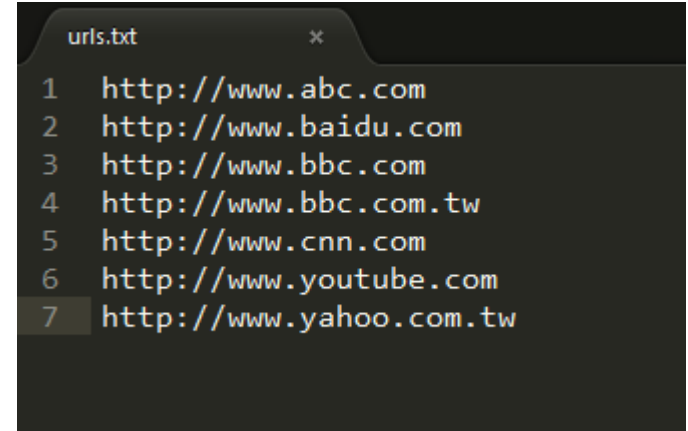 urls.txt ×
1 http://www.abc.com
2 http://www.baidu.com
3 http://www.bbc.com
4 http://www.bbc.com.tw
5 http://www.cnn.com
6 http://www.youtube.com
7 http://www.yahoo.com.tw